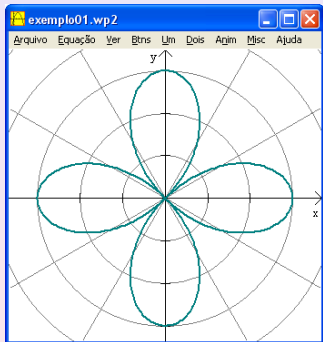 exemplo01.wp2
Arquivo Equação Ver Btns Um Dois Anim Misc Ajuda
y
x